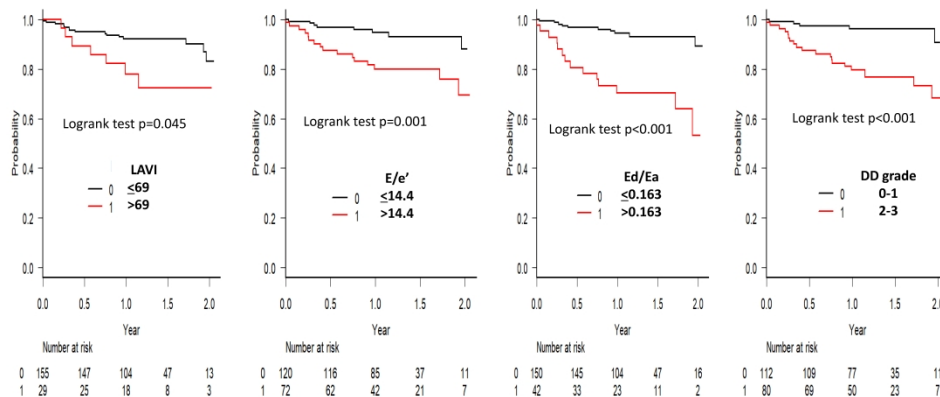 1.0
0.8
0.6
0.4
0.2
0.0
Probability
Logrank test p=0.045
LAVI
0 ≤69
1 >69
0.0 0.5 1.0 1.5 2.0
Year
Number at risk
0 155 147 104 47 13
1 29 25 18 8 3
1.0
0.8
0.6
0.4
0.2
0.0
Probability
Logrank test p=0.001
E/e’
0 ≤14.4
1 >14.4
0.0 0.5 1.0 1.5 2.0
Year
Number at risk
0 120 116 85 37 11
1 72 62 42 21 7
1.0
0.8
0.6
0.4
0.2
0.0
Probability
Logrank test p<0.001
Ed/Ea
0 ≤0.163
1 >0.163
0.0 0.5 1.0 1.5 2.0
Year
Number at risk
0 150 145 104 47 16
1 42 33 23 11 2
1.0
0.8
0.6
0.4
0.2
0.0
Probability
Logrank test p<0.001
DD grade
0 0-1
1 2-3
0.0 0.5 1.0 1.5 2.0
Year
Number at risk
0 112 109 77 35 11
1 80 69 50 23 7